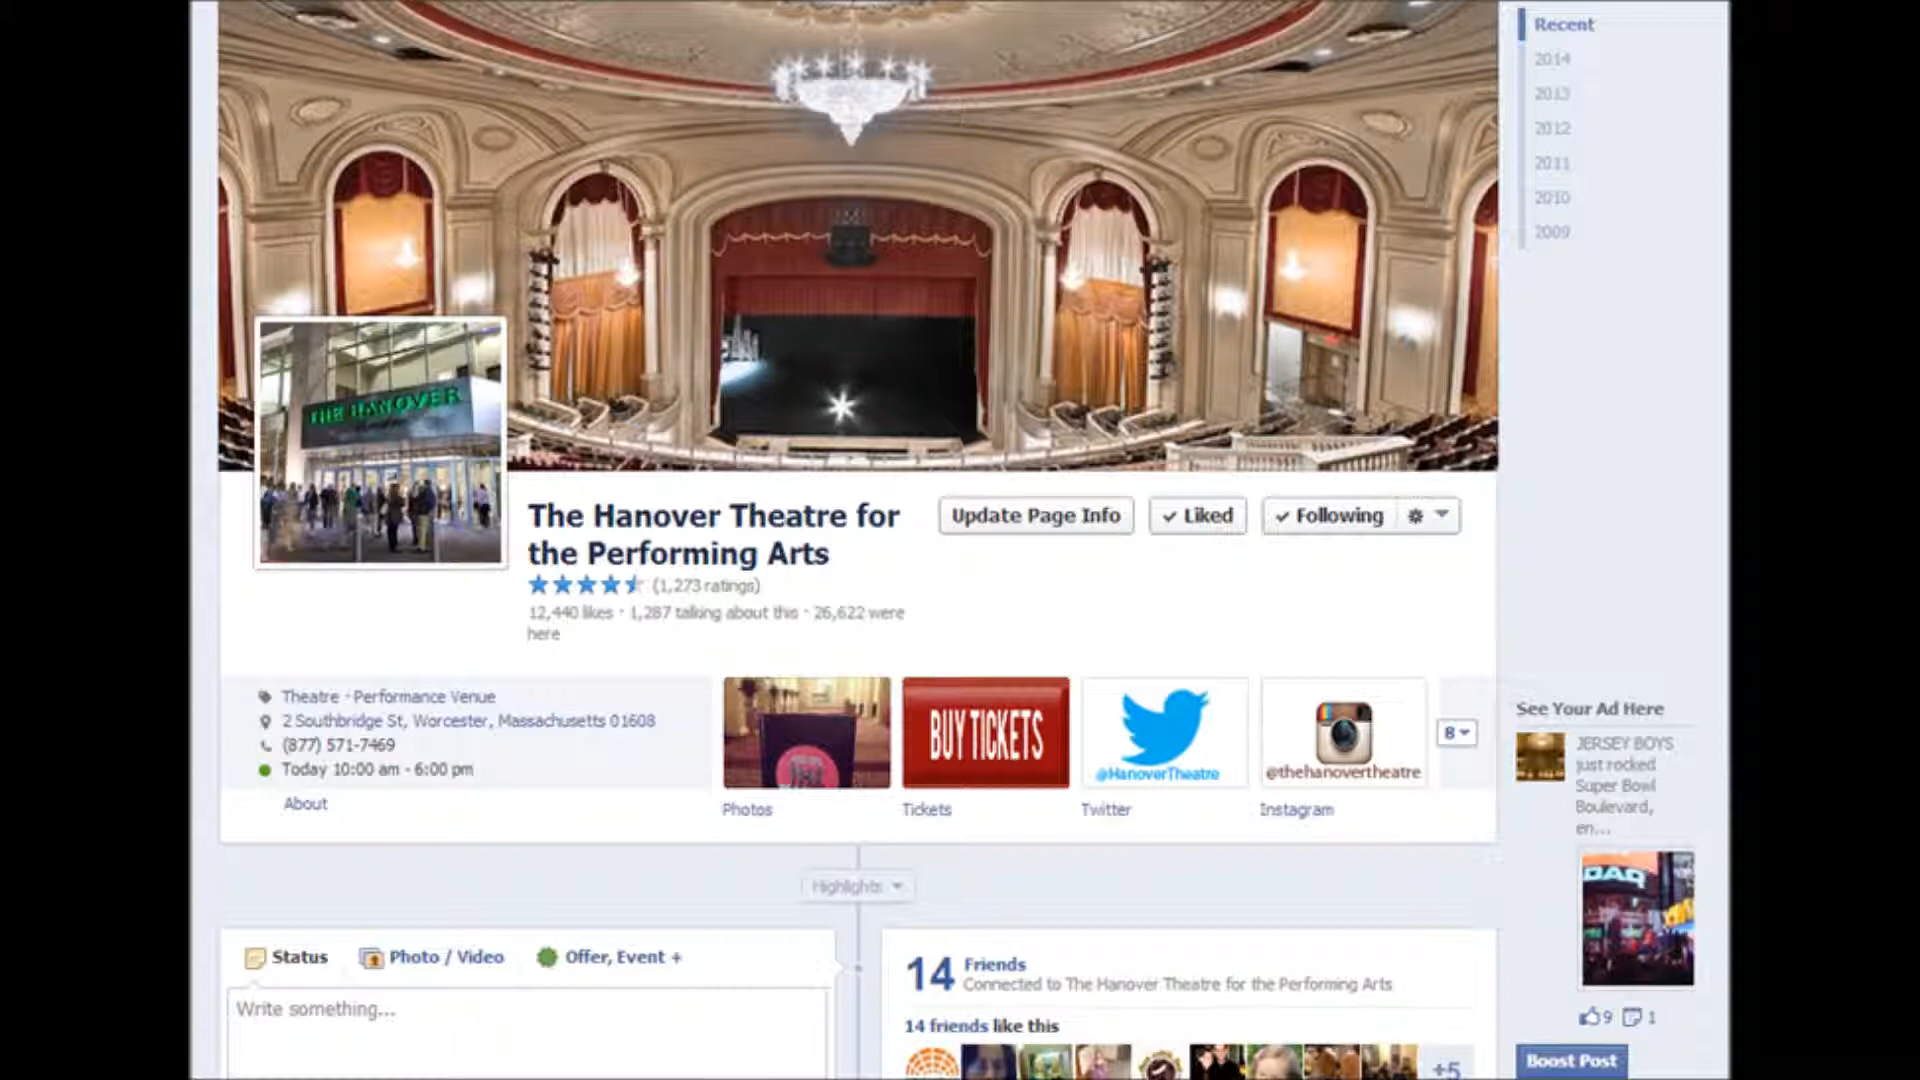 Recent
2014
2013
2012
2011
2010
2009
THE HANOVER
The Hanover Theatre for
the Performing Arts
(1,273 ratings)
12,440 likes · 1,287 talking about this · 26,622 were
here
Update Page Info
Liked
Following
Theatre · Performance Venue
2 Southbridge St, Worcester, Massachusetts 01608
(877) 571-7469
Today 10:00 am - 6:00 pm
About
Photos
BUY TICKETS
Tickets
@HanoverTheatre
Twitter
@thehanovertheatre
Instagram
8
See Your Ad Here
JERSEY BOYS
just rocked
Super Bowl
Boulevard,
en...
DAQ
9 1
Boost Post
Highlights
Status
Photo / Video
Offer, Event +
Write something...
14 Friends
Connected to The Hanover Theatre for the Performing Arts
14 friends like this
+5